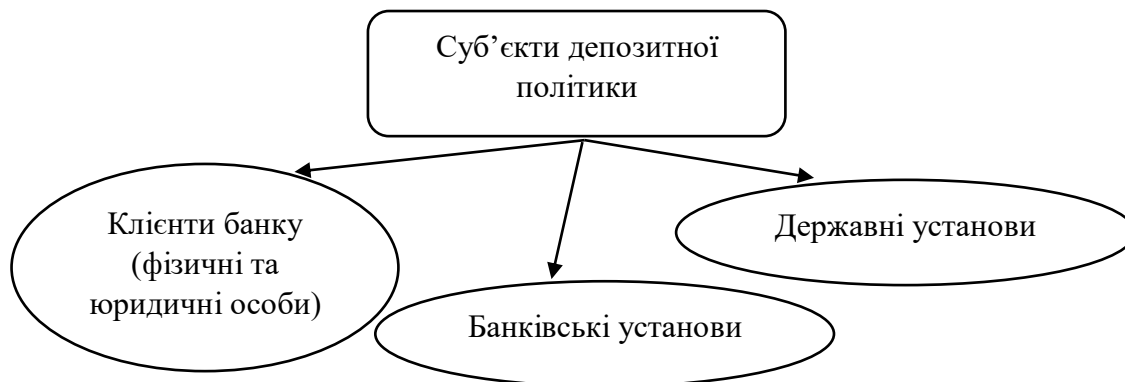 Суб’єкти депозитної
політики
Клієнти банку
(фізичні та
юридичні особи)
Банківські установи
Державні установи